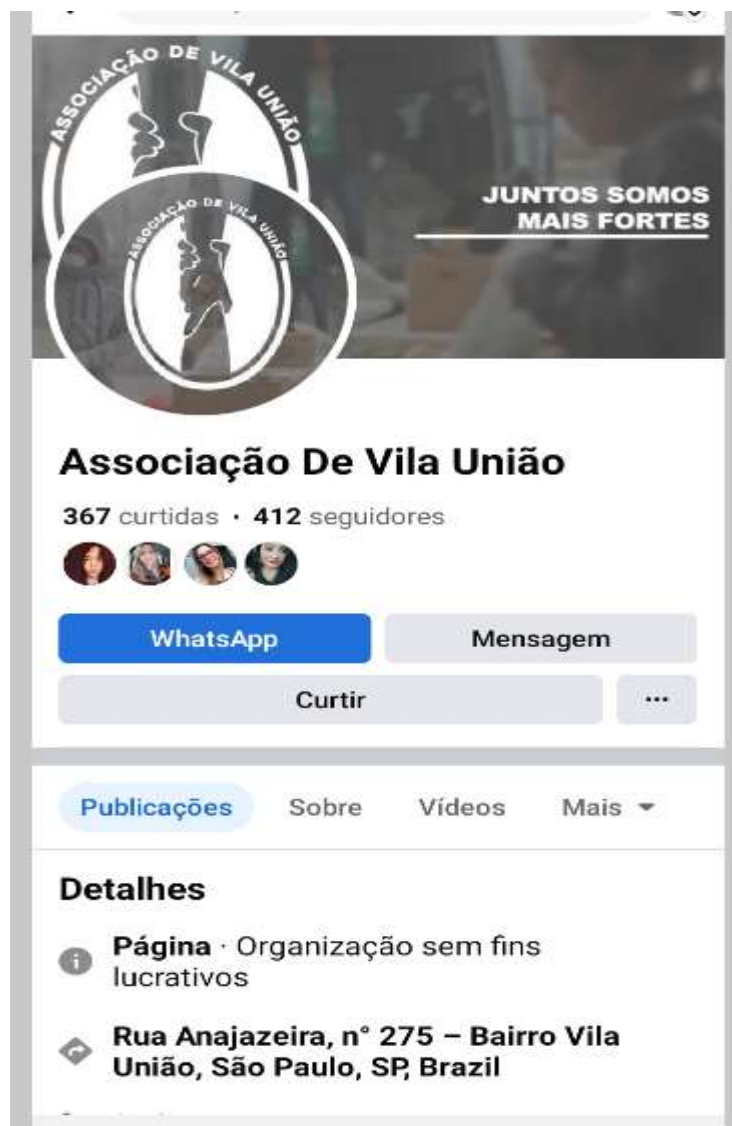 ASSOCIAÇÃO DE VILA UNIÃO
ASSOCIAÇÃO DE VILA UNIÃO
JUNTOS SOMOS
MAIS FORTES
Associação De Vila União
367 curtidas · 412 seguidores
WhatsApp
Mensagem
Curtir
Publicações
Sobre
Vídeos
Mais
Detalhes
Página · Organização sem fins
lucrativos
Rua Anajazeira, n° 275 – Bairro Vila
União, São Paulo, SP, Brazil